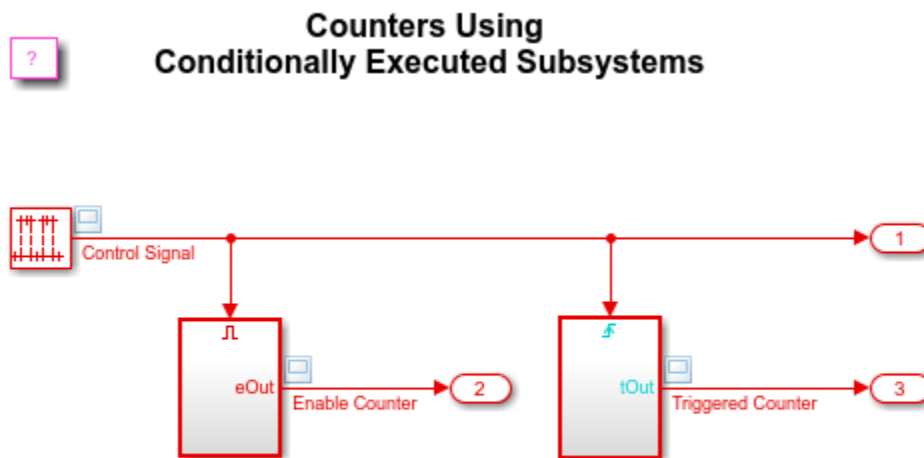 Counters Using
Conditionally Executed Subsystems
?
Control Signal
1
eOut
Enable Counter
2
tOut
Triggered Counter
3